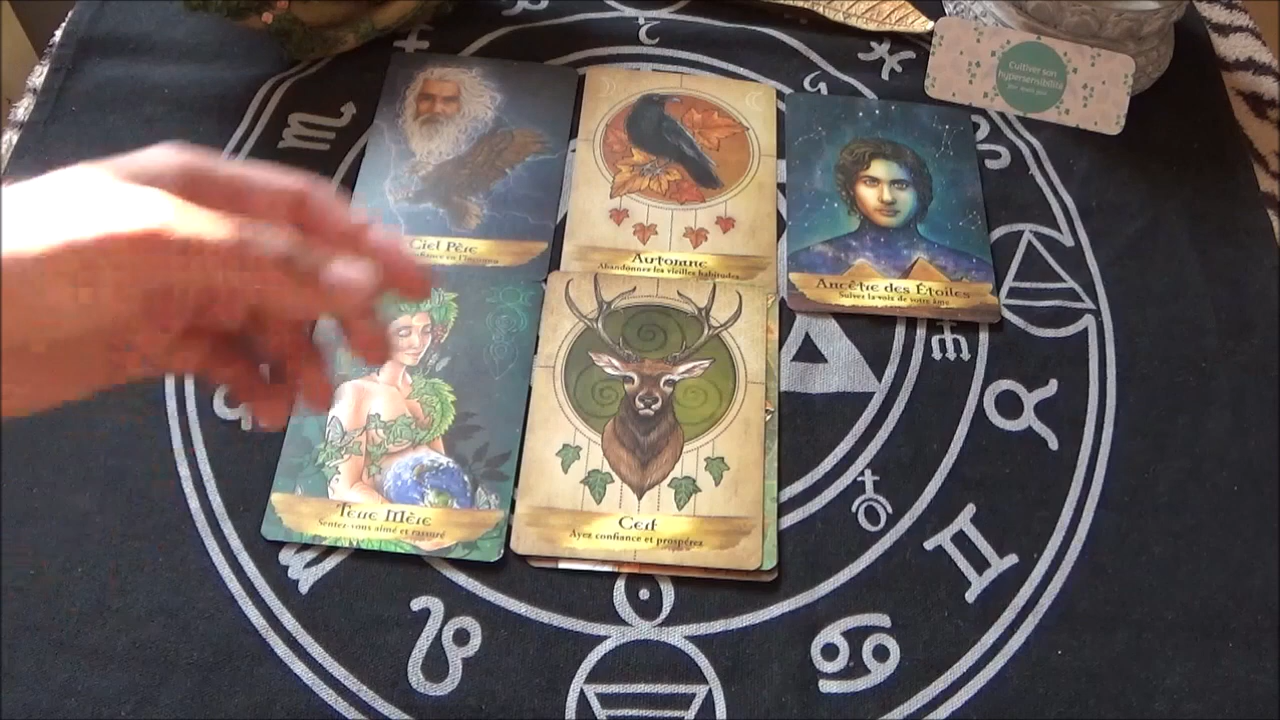 Cultiver son
hypersensibilité
Ciel Père
Automne
Abandonnez les vieilles habitudes
Ancêtre des Étoiles
Suivez la voix de votre âme
Terre Mère
Sentez-vous aimé et rassuré
Cerf
Ayez confiance et prospérez